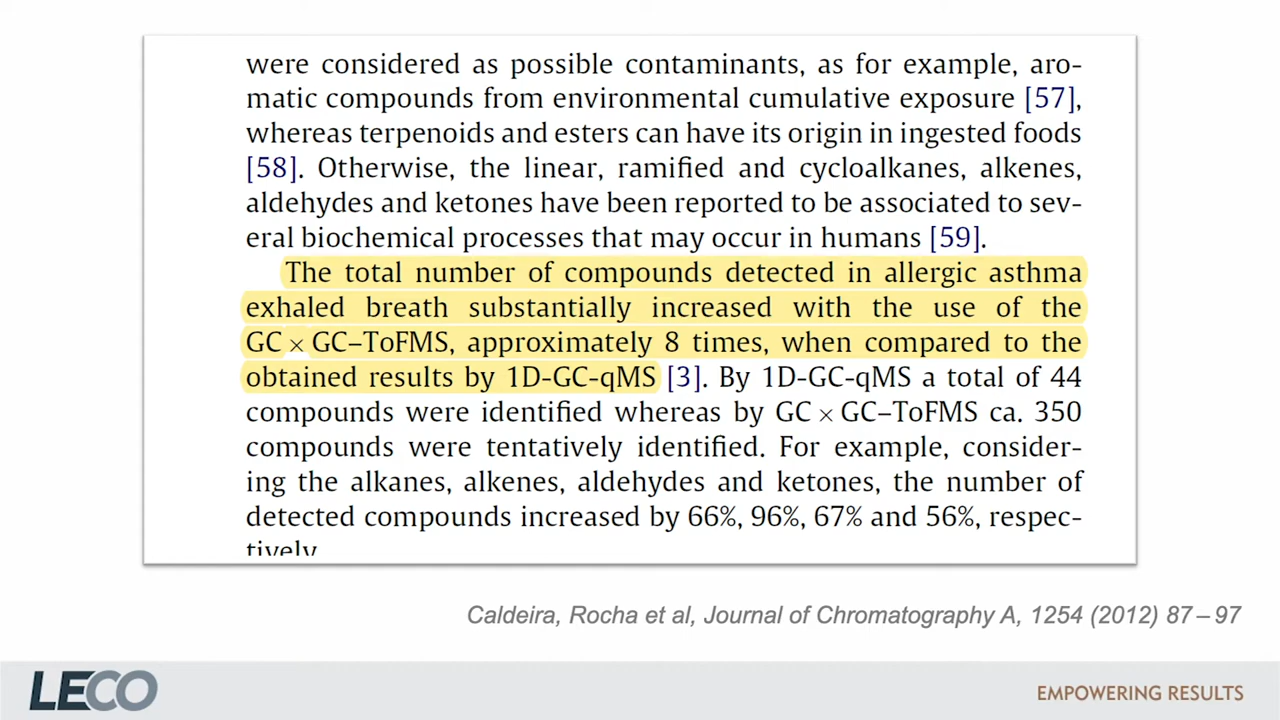 were considered as possible contaminants, as for example, aro-
matic compounds from environmental cumulative exposure [57],
whereas terpenoids and esters can have its origin in ingested foods
[58]. Otherwise, the linear, ramified and cycloalkanes, alkenes,
aldehydes and ketones have been reported to be associated to sev-
eral biochemical processes that may occur in humans [59].
The total number of compounds detected in allergic asthma
exhaled breath substantially increased with the use of the
GC × GC–ToFMS, approximately 8 times, when compared to the
obtained results by 1D-GC-qMS [3]. By 1D-GC-qMS a total of 44
compounds were identified whereas by GC × GC–ToFMS ca. 350
compounds were tentatively identified. For example, consider-
ing the alkanes, alkenes, aldehydes and ketones, the number of
detected compounds increased by 66%, 96%, 67% and 56%, respec-
tively
Caldeira, Rocha et al, Journal of Chromatography A, 1254 (2012) 87 – 97
LECO
EMPOWERING RESULTS